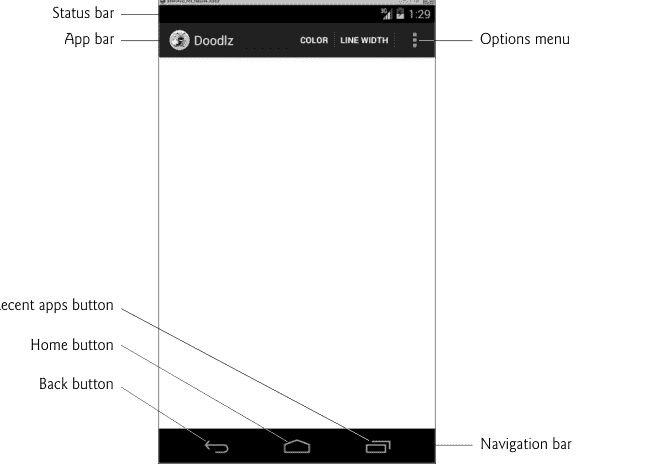 Status bar
1:29
App bar
Doodlz
COLOR
LINE WIDTH
Options menu
ecent apps button
Home button
Back button
Navigation bar